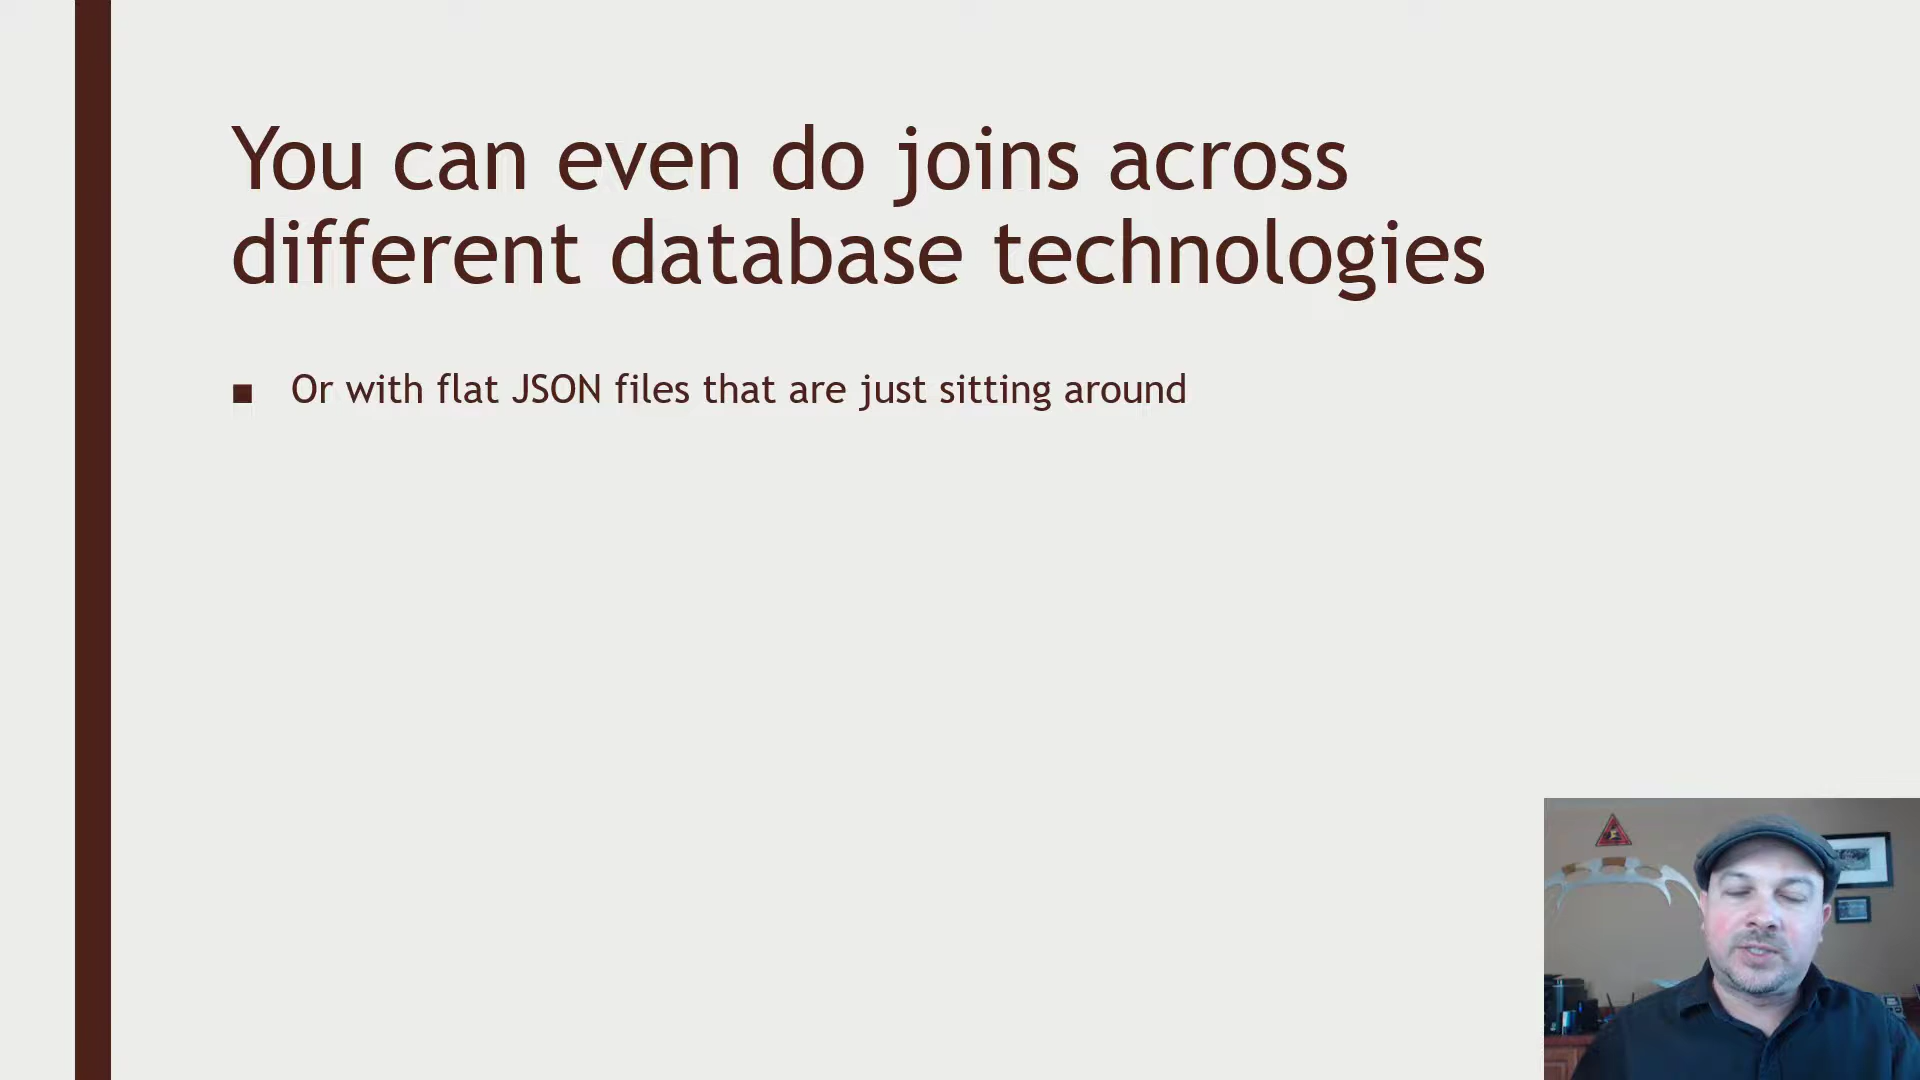 You can even do joins across
different database technologies
Or with flat JSON files that are just sitting around